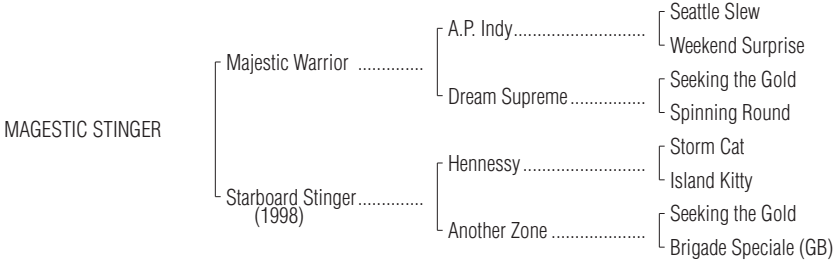 Seattle Slew
A.P. Indy..............................
Weekend Surprise
Majestic Warrior ..............
Seeking the Gold
Dream Supreme.................
Spinning Round
MAGESTIC STINGER
Storm Cat
Hennessy............................
Island Kitty
Starboard Stinger..............
(1998)
Seeking the Gold
Another Zone .....................
Brigade Speciale (GB)